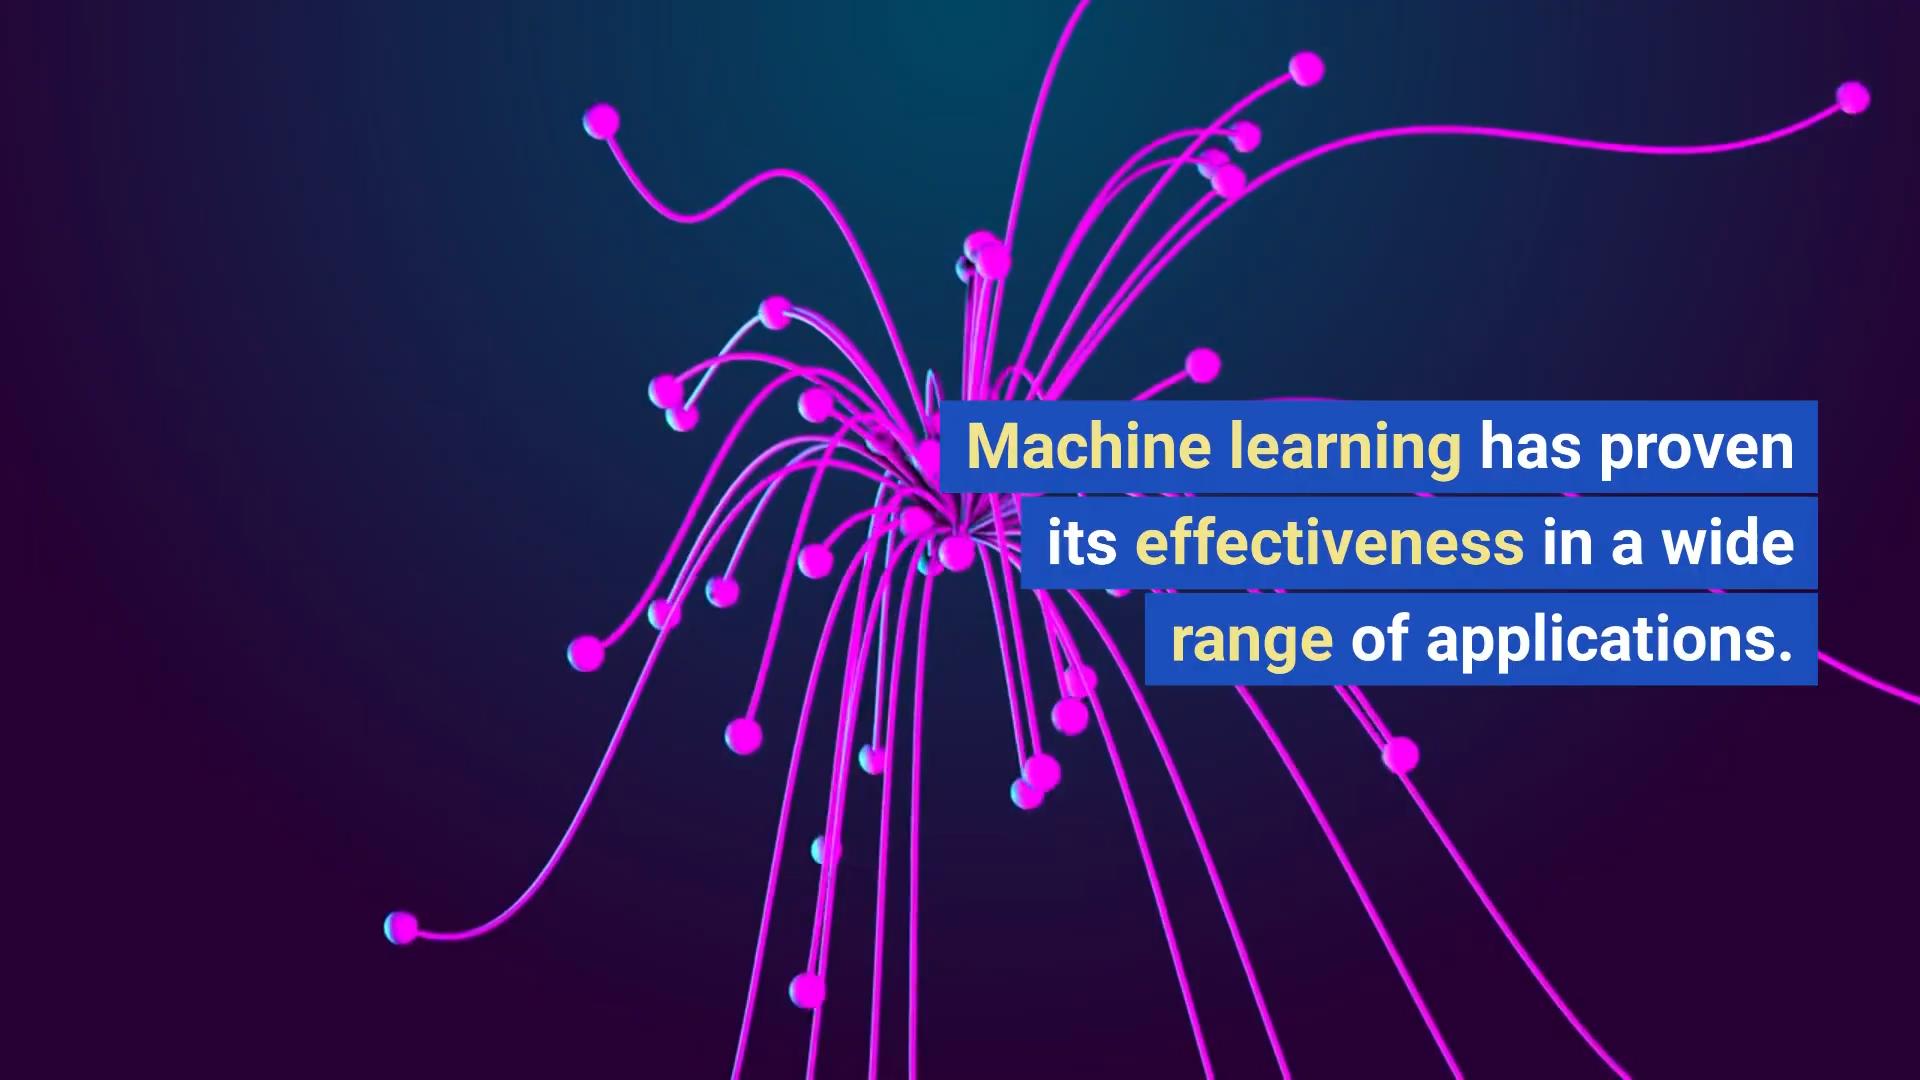 Machine learning has proven
its effectiveness in a wide
range of applications.